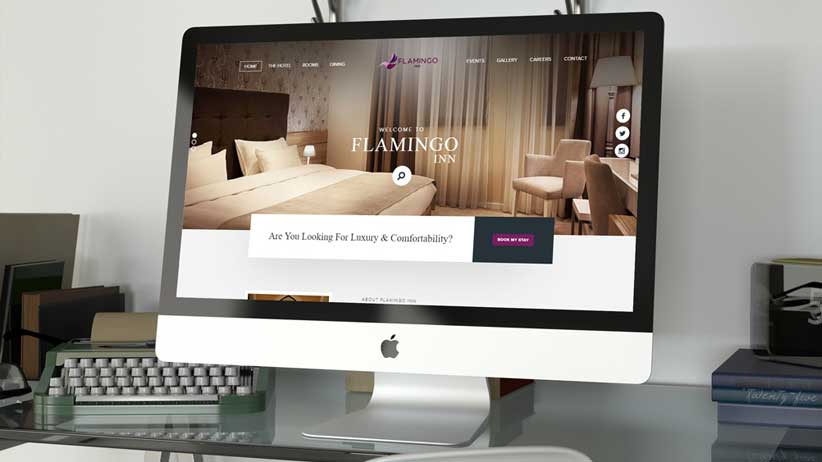 HOME THE HOTEL ROOMS DINING FLAMINGO INN EVENTS GALLERY CAREERS CONTACT
WELCOME TO
FLAMINGO
INN
Are You Looking For Luxury & Comfortability?
BOOK MY STAY
ABOUT FLAMINGO INN
twenty-five